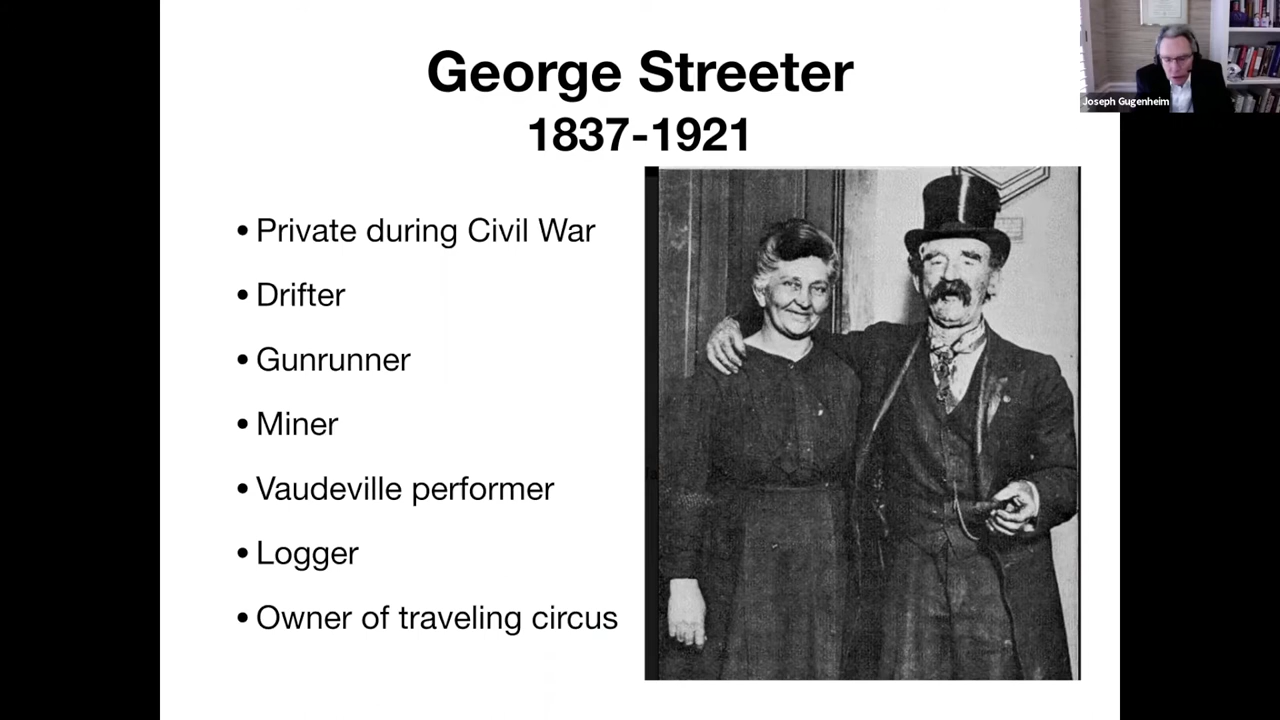 George Streeter
1837-1921
Joseph Gugenheim
• Private during Civil War
• Drifter
• Gunrunner
• Miner
• Vaudeville performer
• Logger
• Owner of traveling circus